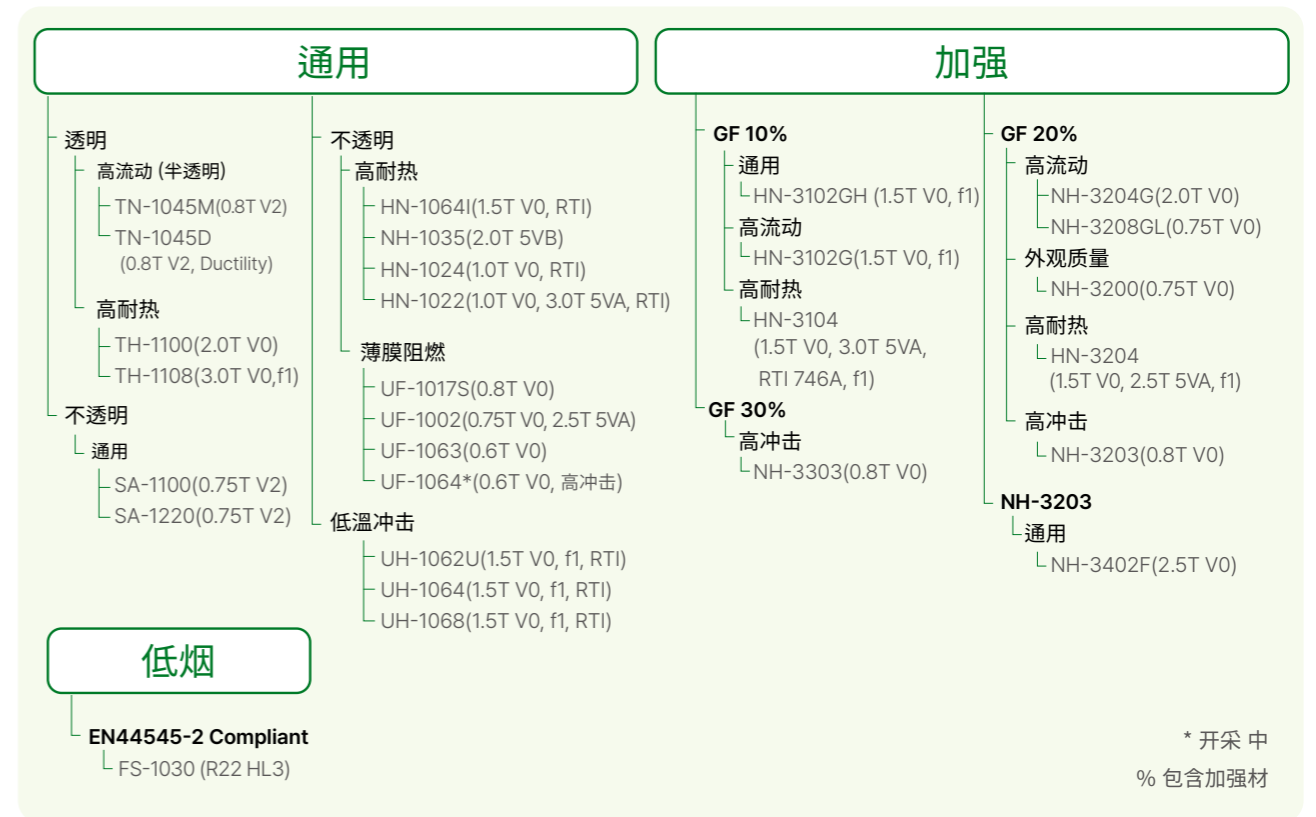 通用
透明
高流动 (半透明)
TN-1045M(0.8T V2)
TN-1045D
(0.8T V2, Ductility)
高耐热
TH-1100(2.0T V0)
TH-1108(3.0T V0,f1)
不透明
通用
SA-1100(0.75T V2)
SA-1220(0.75T V2)
不透明
高耐热
HN-1064I(1.5T V0, RTI)
NH-1035(2.0T 5VB)
HN-1024(1.0T V0, RTI)
HN-1022(1.0T V0, 3.0T 5VA, RTI)
薄膜阻燃
UF-1017S(0.8T V0)
UF-1002(0.75T V0, 2.5T 5VA)
UF-1063(0.6T V0)
UF-1064*(0.6T V0, 高冲击)
低溫冲击
UH-1062U(1.5T V0, f1, RTI)
UH-1064(1.5T V0, f1, RTI)
UH-1068(1.5T V0, f1, RTI)
加强
GF 10%
通用
HN-3102GH (1.5T V0, f1)
高流动
HN-3102G(1.5T V0, f1)
高耐热
HN-3104
(1.5T V0, 3.0T 5VA,
RTI 746A, f1)
GF 30%
高冲击
NH-3303(0.8T V0)
GF 20%
高流动
NH-3204G(2.0T V0)
NH-3208GL(0.75T V0)
外观质量
NH-3200(0.75T V0)
高耐热
HN-3204
(1.5T V0, 2.5T 5VA, f1)
高冲击
NH-3203(0.8T V0)
NH-3203
通用
NH-3402F(2.5T V0)
低烟
EN44545-2 Compliant
FS-1030 (R22 HL3)
* 开采 中
% 包含加强材